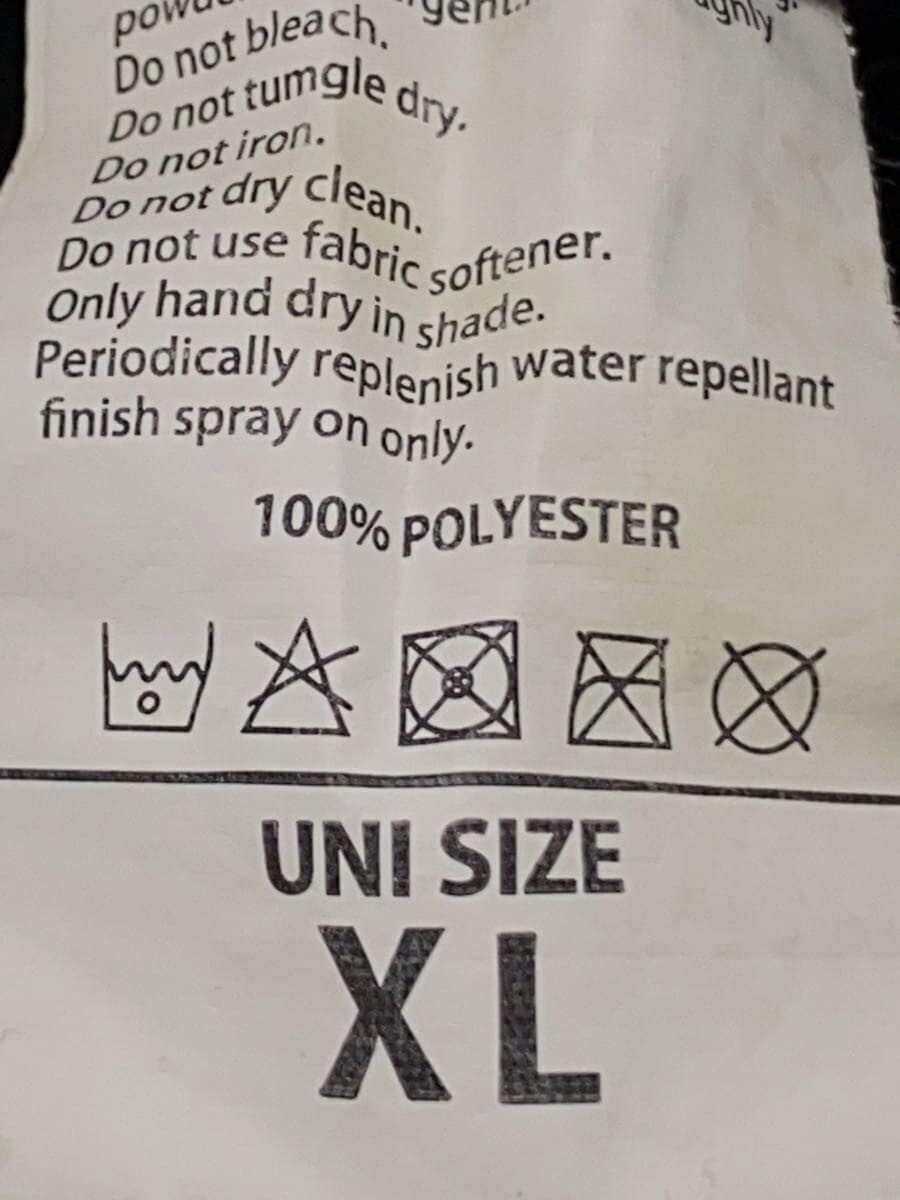 Do not bleach.
Do not tumgle dry.
Do not iron.
Do not dry clean.
Do not use fabric softener.
Only hand dry in shade.
Periodically replenish water repellant
finish spray on only.
100% POLYESTER
UNI SIZE
XL